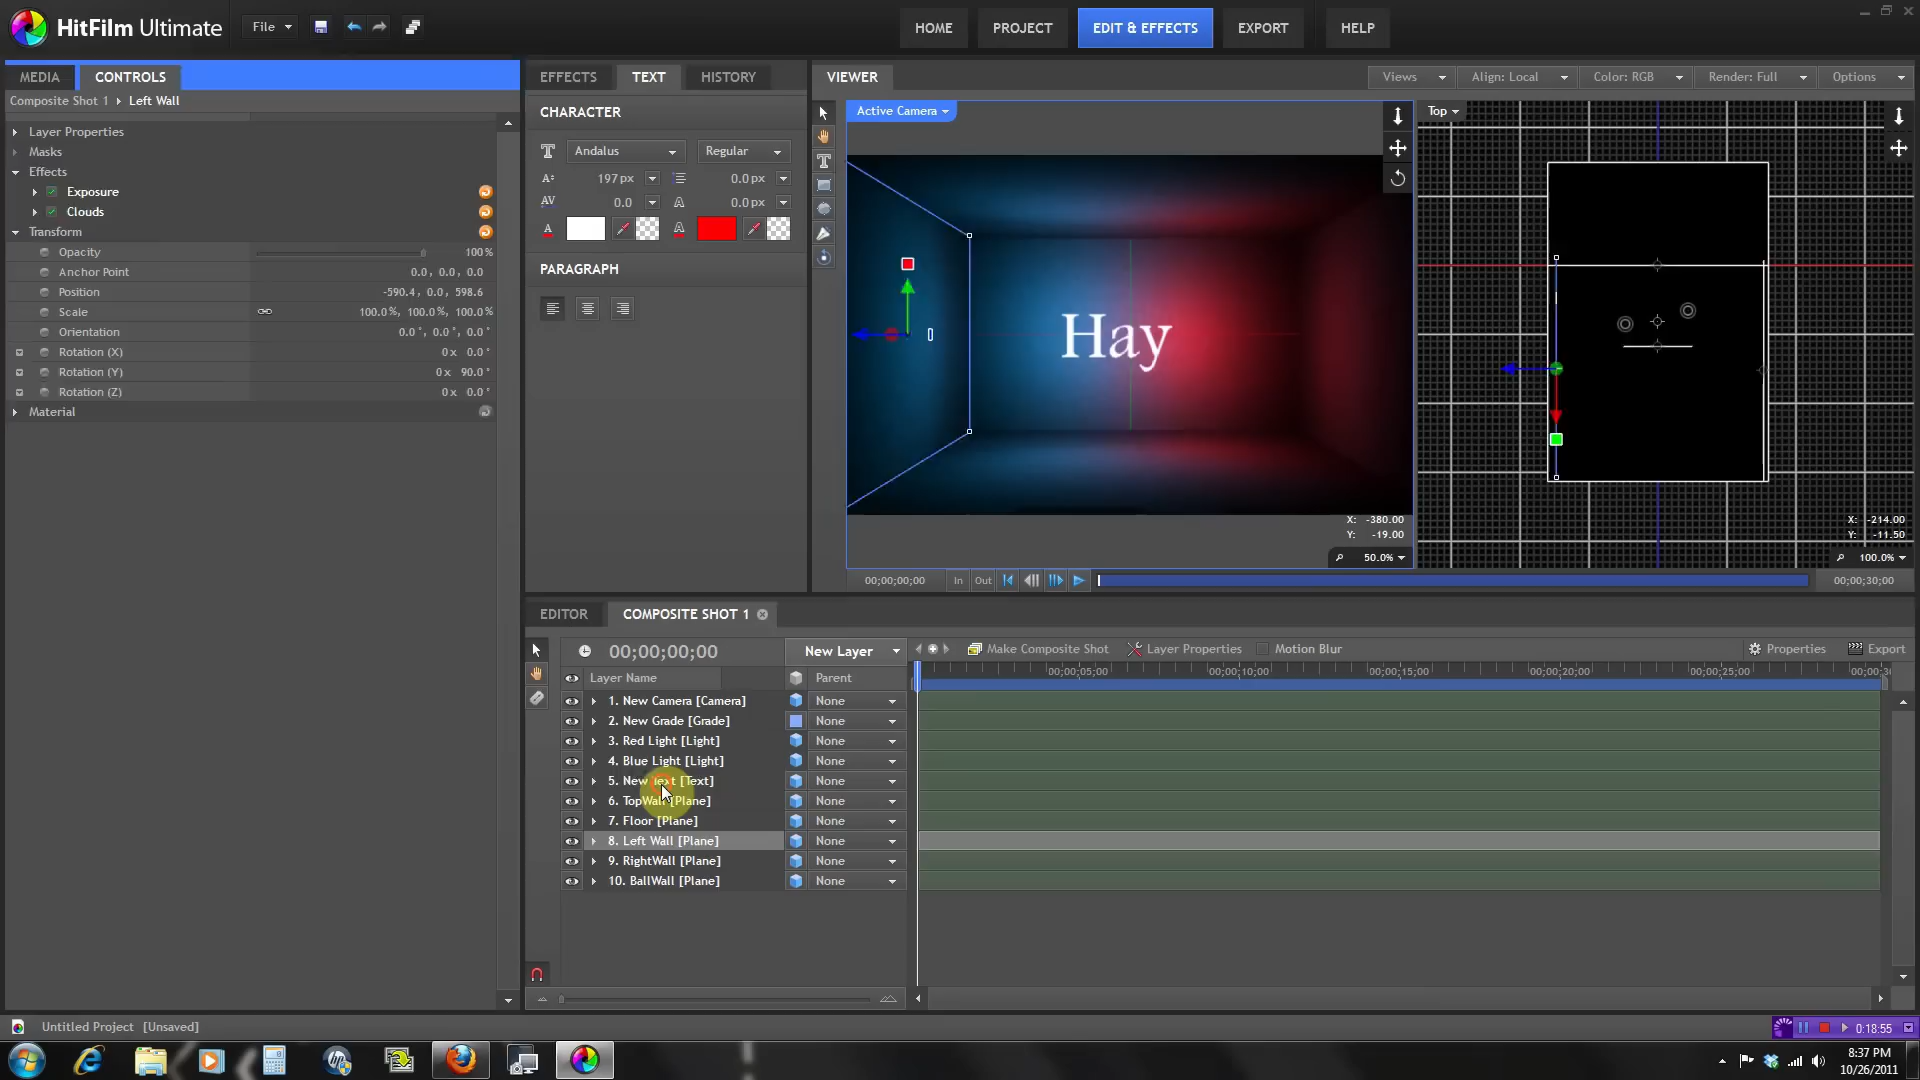 HitFilm Ultimate
File
HOME
PROJECT
EDIT & EFFECTS
EXPORT
HELP
MEDIA
CONTROLS
Composite Shot 1 Left Wall
Layer Properties
Masks
Effects
Exposure
Clouds
Transform
Opacity 100%
Anchor Point 0.0, 0.0, 0.0
Position -590.4, 0.0, 598.6
Scale 100.0%, 100.0%, 100.0%
Orientation 0.0°, 0.0°, 0.0°
Rotation (X) 0x 0.0°
Rotation (Y) 0x 90.0°
Rotation (Z) 0x 0.0°
Material
EFFECTS
TEXT
HISTORY
CHARACTER
Andalus
Regular
197px
0.0px
0.0
0.0px
PARAGRAPH
VIEWER
Views
Align: Local
Color: RGB
Render: Full
Options
Active Camera
Hay
X: -380.00
Y: -19.00
50.0%
Top
X: -214.00
Y: -11.50
100.0%
00;00;00;00
In
Out
00;00;30;00
EDITOR
COMPOSITE SHOT 1
00;00;00;00
New Layer
Make Composite Shot
Layer Properties
Motion Blur
Properties
Export
Layer Name
Parent
00;00;05;00
00;00;10;00
00;00;15;00
00;00;20;00
00;00;25;00
1. New Camera [Camera] None
2. New Grade [Grade] None
3. Red Light [Light] None
4. Blue Light [Light] None
5. New Text [Text] None
6. TopWall [Plane] None
7. Floor [Plane] None
8. Left Wall [Plane] None
9. RightWall [Plane] None
10. BallWall [Plane] None
Untitled Project [Unsaved]
0:18:55
8:37 PM
10/26/2011